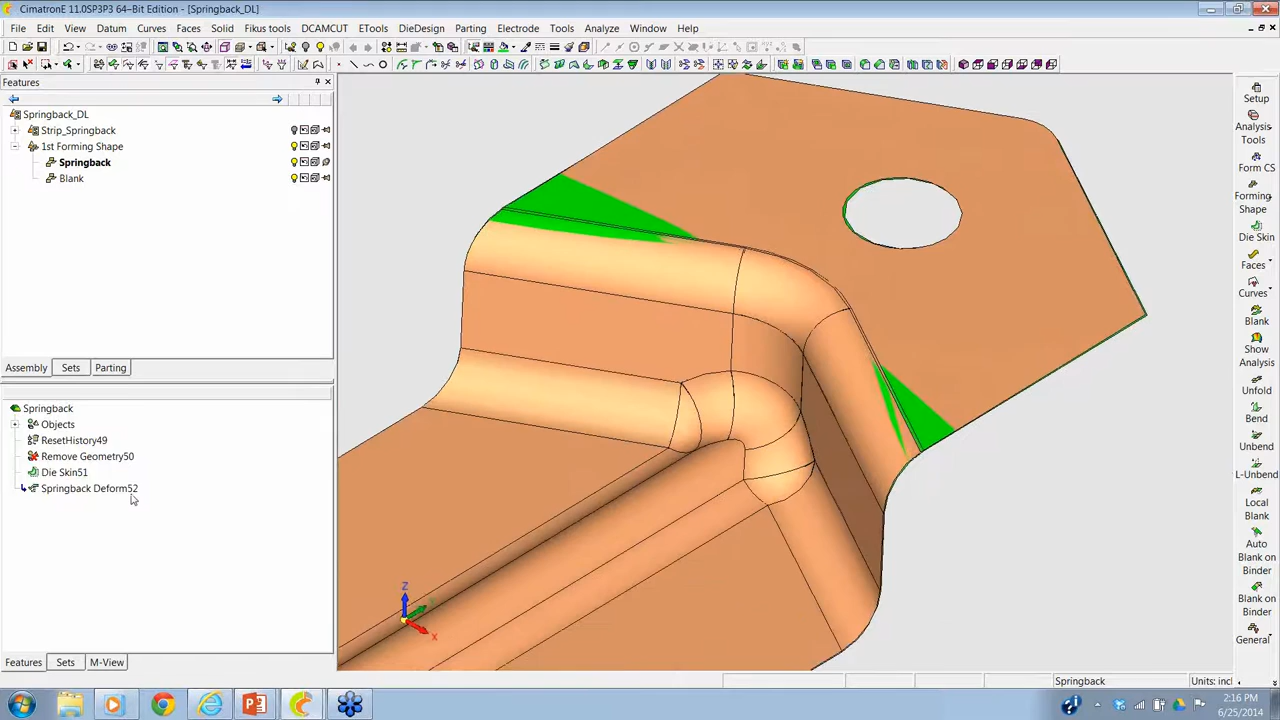 CimatronE 11.0SP3P3 64-Bit Edition - [Springback_DL]
File Edit View Datum Curves Faces Solid Fikus tools DCAMCUT ETools DieDesign Parting Electrode Tools Analyze Window Help
Features
Springback_DL
Strip_Springback
1st Forming Shape
Springback
Blank
Assembly Sets Parting
Springback
Objects
ResetHistory49
Remove Geometry50
Die Skin51
Springback Deform52
Features Sets M-View
Z
X
Setup
Analysis
Tools
Form CS
Forming
Shape
Die Skin
Faces
Curves
Blank
Show
Analysis
Unfold
Bend
Unbend
L-Unbend
Local
Blank
Auto
Blank on
Binder
Blank on
Binder
General
Springback
Units: incl
2:16 PM
6/25/2014